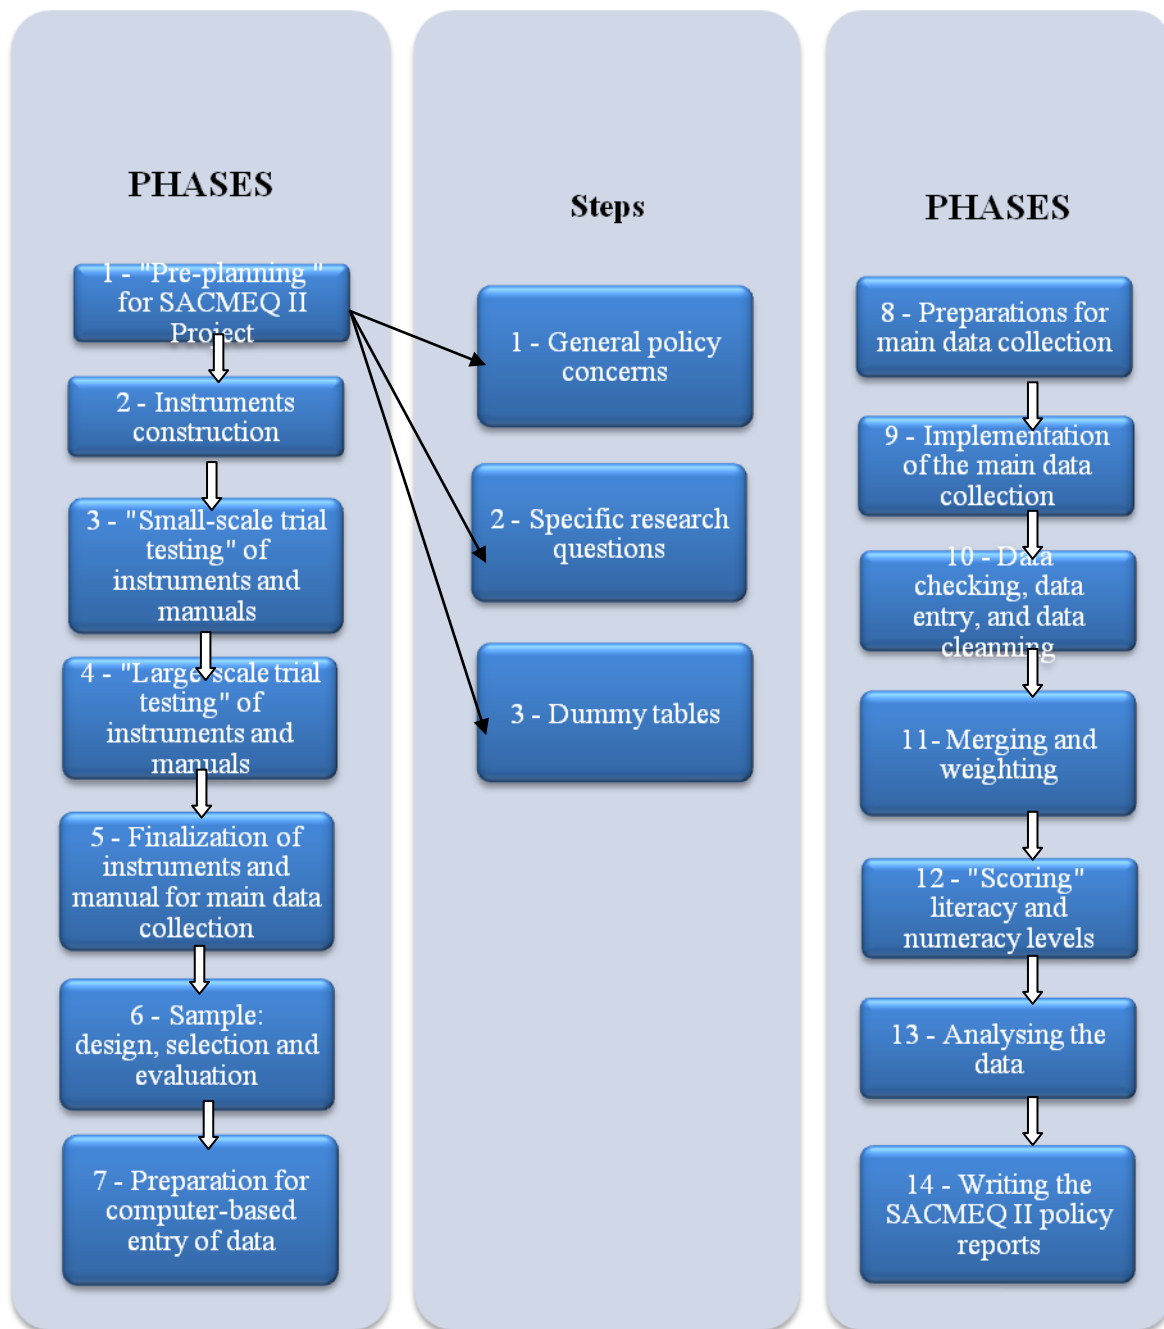 PHASES
1 - "Pre-planning "
for SACMEQ II
Project
2 - Instruments
construction
3 - "Small-scale trial
testing" of
instruments and
manuals
4 - "Large-scale trial
testing" of
instruments and
manuals
5 - Finalization of
instruments and
manual for main data
collection
6 - Sample:
design, selection and
evaluation
7 - Preparation for
computer-based
entry of data
Steps
1 - General policy
concerns
2 - Specific research
questions
3 - Dummy tables
PHASES
8 - Preparations for
main data collection
9 - Implementation
of the main data
collection
10 - Data
checking, data
entry, and data
cleanning
11- Merging and
weighting
12 - "Scoring"
literacy and
numeracy levels
13 - Analysing the
data
14 - Writing the
SACMEQ II policy
reports